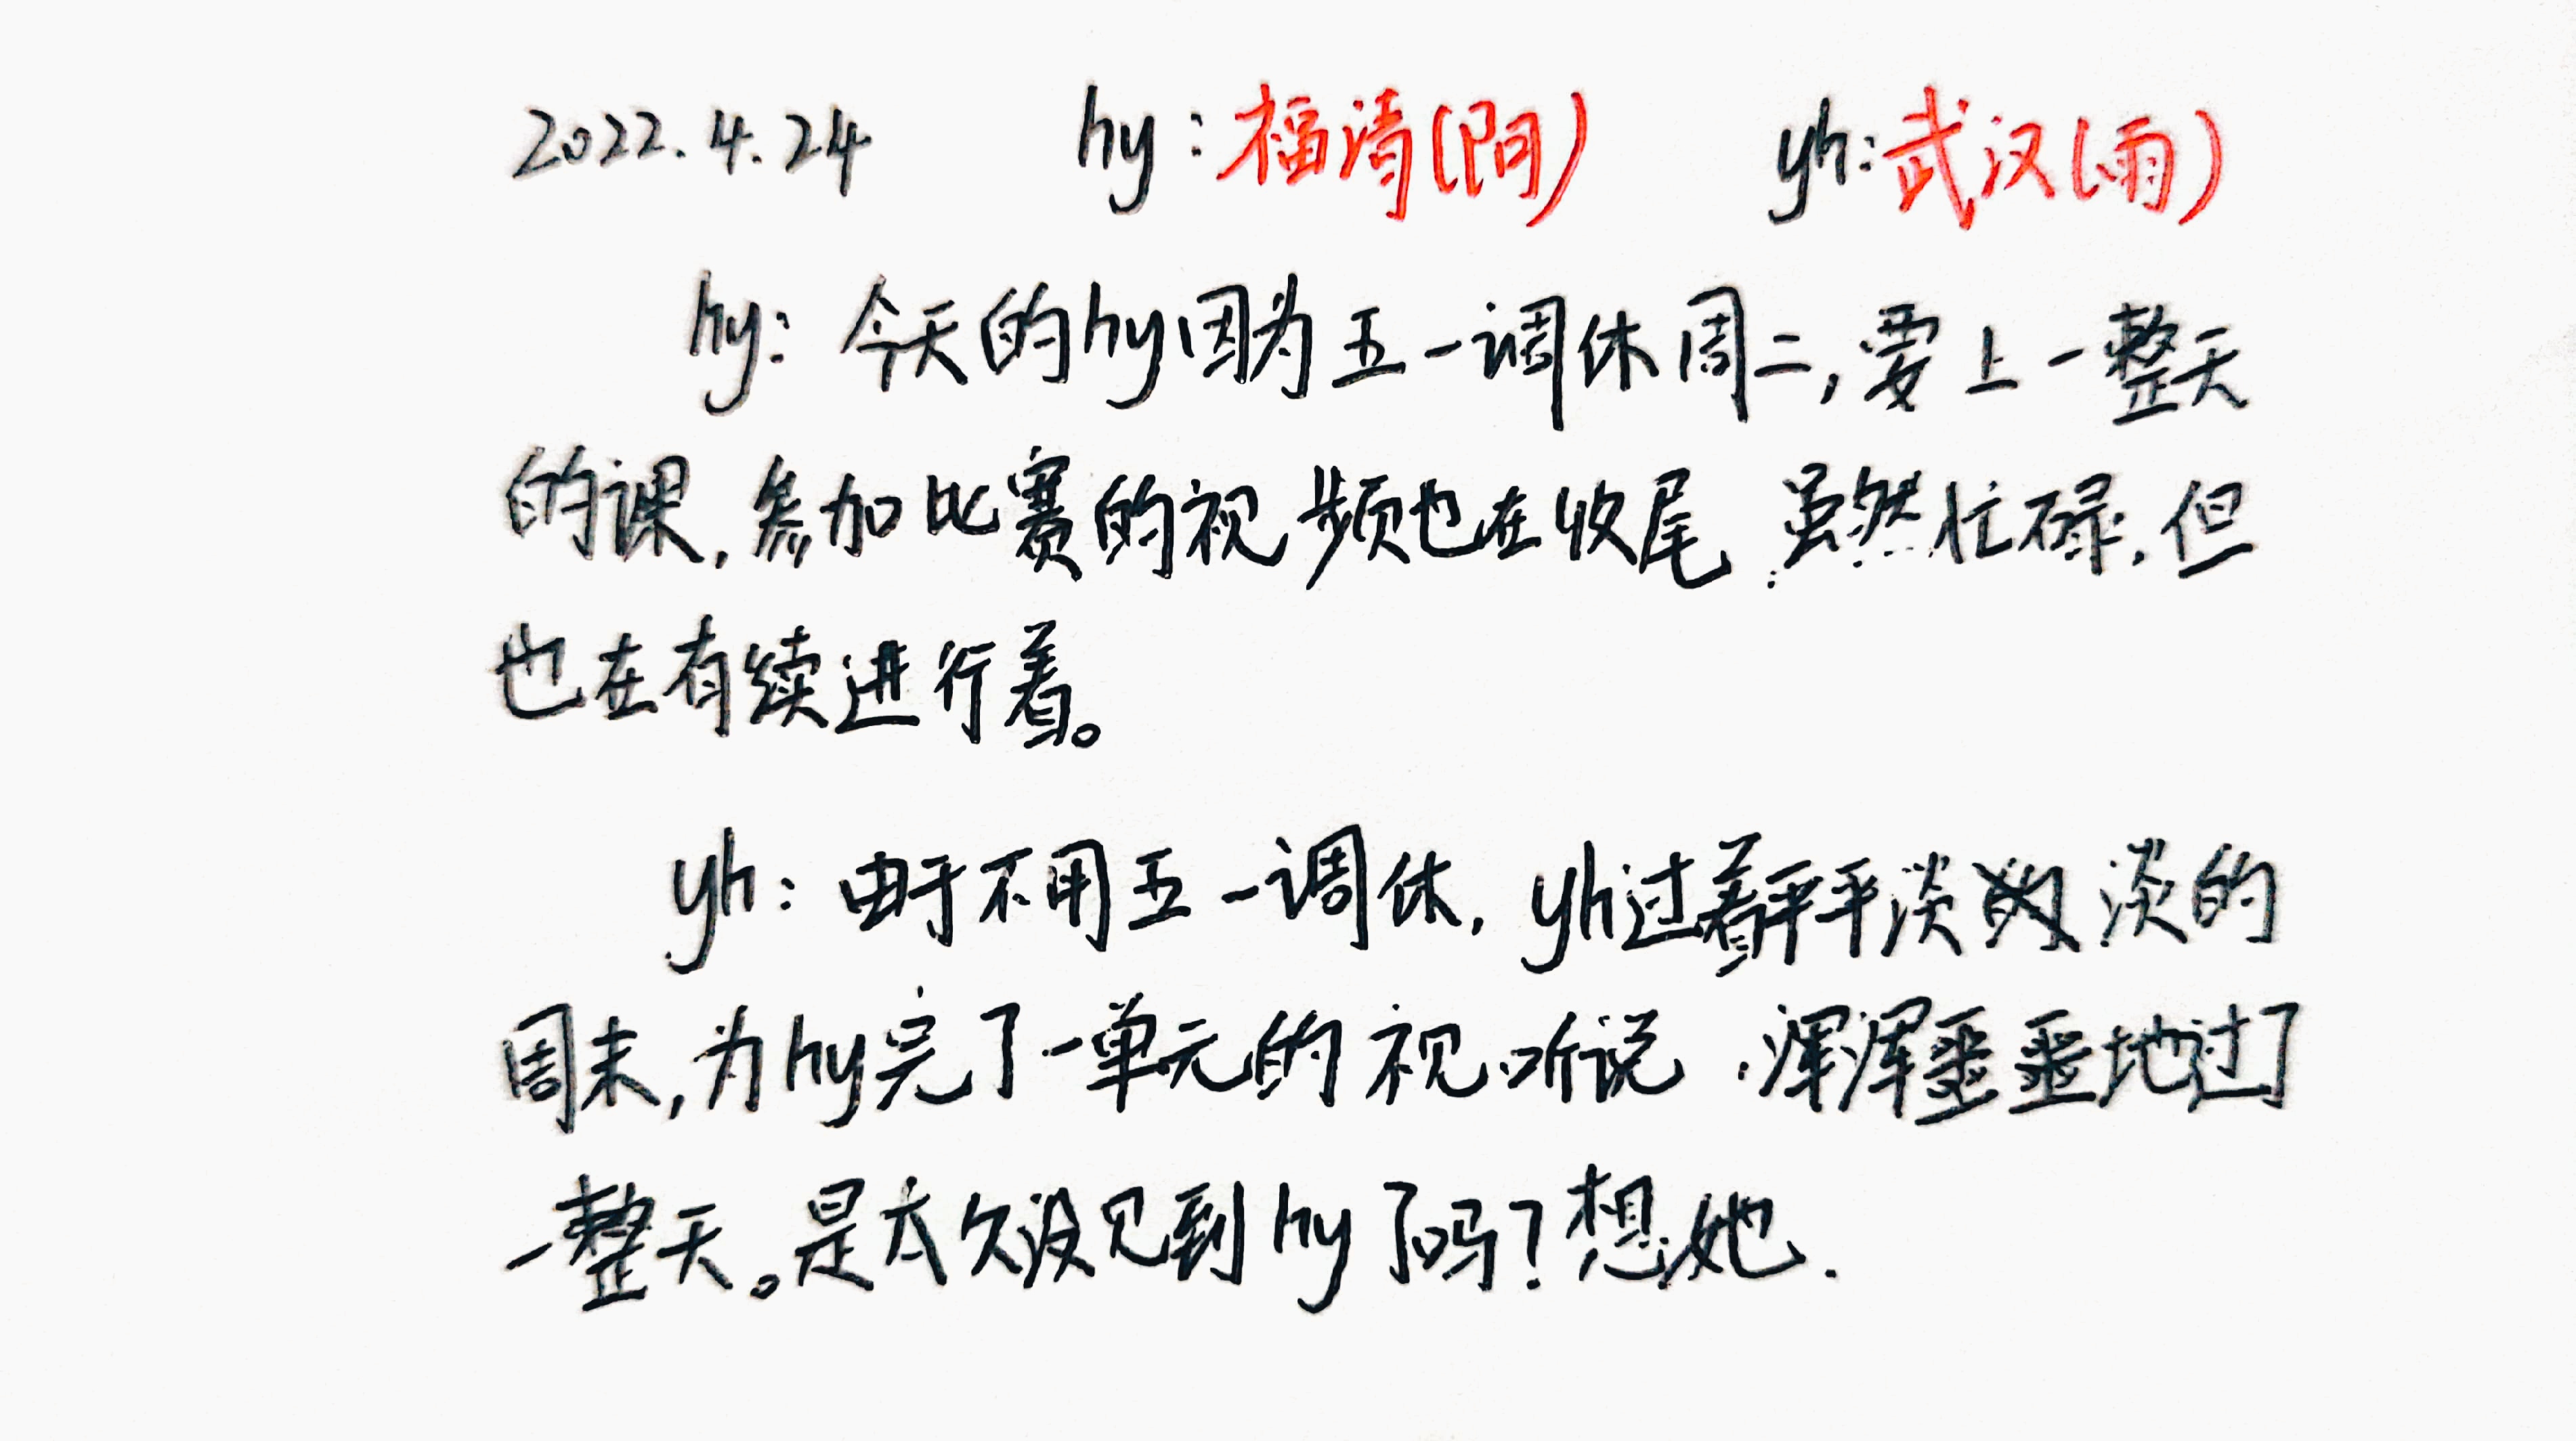 2022.4.24 hy:福清(阴) yh:武汉(雨)
hy: 今天的hy因为五一调休周二,要上一整天
的课,参加比赛的视频也在收尾.虽然忙碌,但
也在有续进行着。
yh: 由于不用五一调休,yh过着平平淡淡的
周末,为hy完了一单元的视听说.浑浑噩噩地过了
一整天。是太久没见到hy了吗?想她.